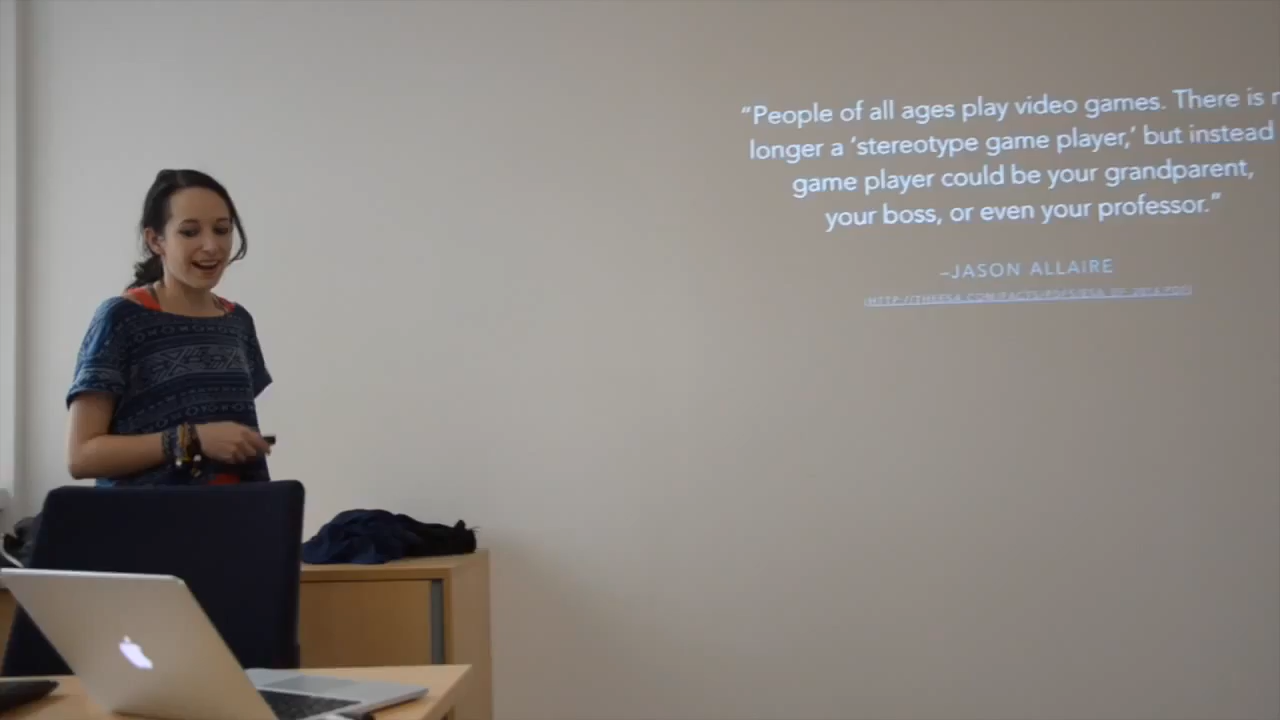 “People of all ages play video games. There is
longer a ‘stereotype game player,’ but instead
game player could be your grandparent,
your boss, or even your professor.”
–JASON ALLAIRE